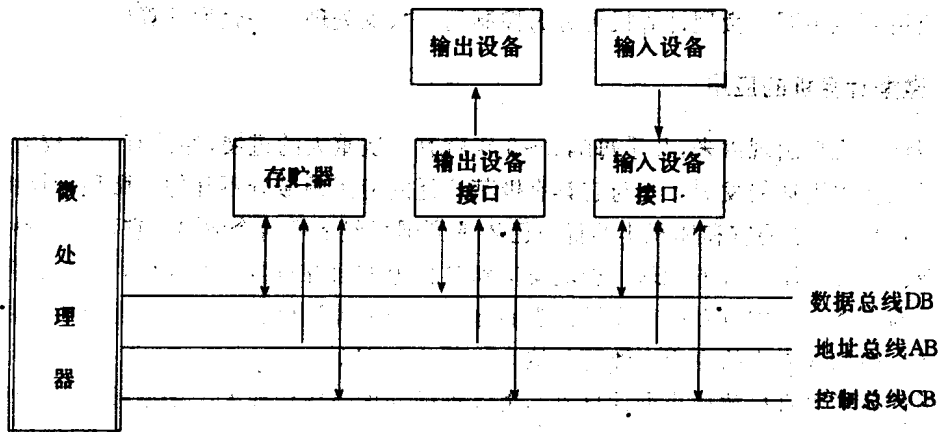 输出设备
输入设备
存贮器
输出设备
接口
输入设备
接口
微
处
理
器
数据总线DB
地址总线AB
控制总线CB